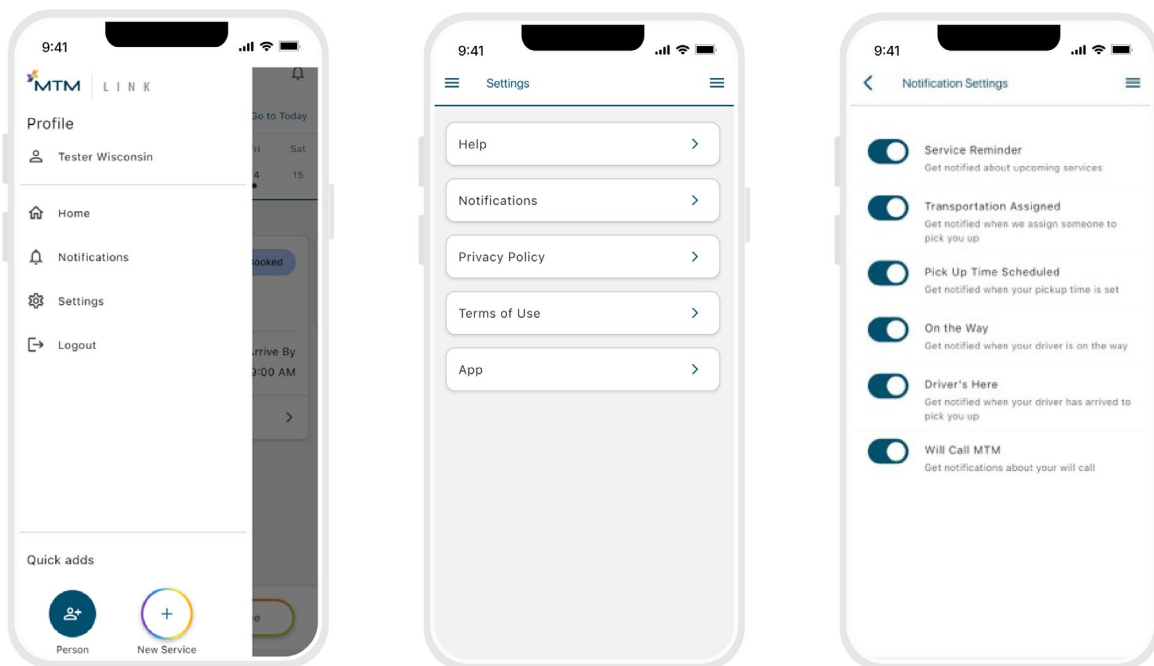 9:41
MTM LINK
Profile
Tester Wisconsin
Home
Notifications
Settings
Logout
Quick adds
Person
New Service
Go to Today
Sat
4
15
Booked
Arrive By
9:00 AM
9:41
Settings
Help
Notifications
Privacy Policy
Terms of Use
App
9:41
Notification Settings
Service Reminder
Get notified about upcoming services
Transportation Assigned
Get notified when we assign someone to
pick you up
Pick Up Time Scheduled
Get notified when your pickup time is set
On the Way
Get notified when your driver is on the way
Driver's Here
Get notified when your driver has arrived to
pick you up
Will Call MTM
Get notifications about your will call